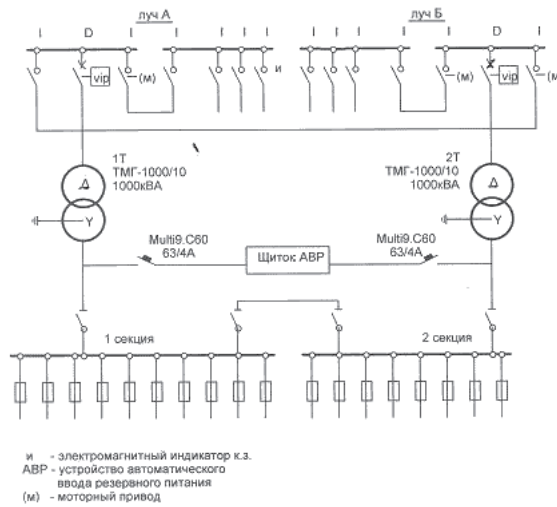 луч А
луч Б
I D I I I I I
I I I I I D I
vip
(м)
и
(м)
vip
(м
1Т
ТМГ-1000/10
1000кВА
2Т
ТМГ-1000/10
1000кВА
Δ
Y
Δ
Y
Multi9.C60
63/4А
Щиток АВР
Multi9.C60
63/4А
1 секция
2 секция
и - электромагнитный индикатор к.з.
АВР - устройство автоматического
ввода резервного питания
(м) - моторный привод